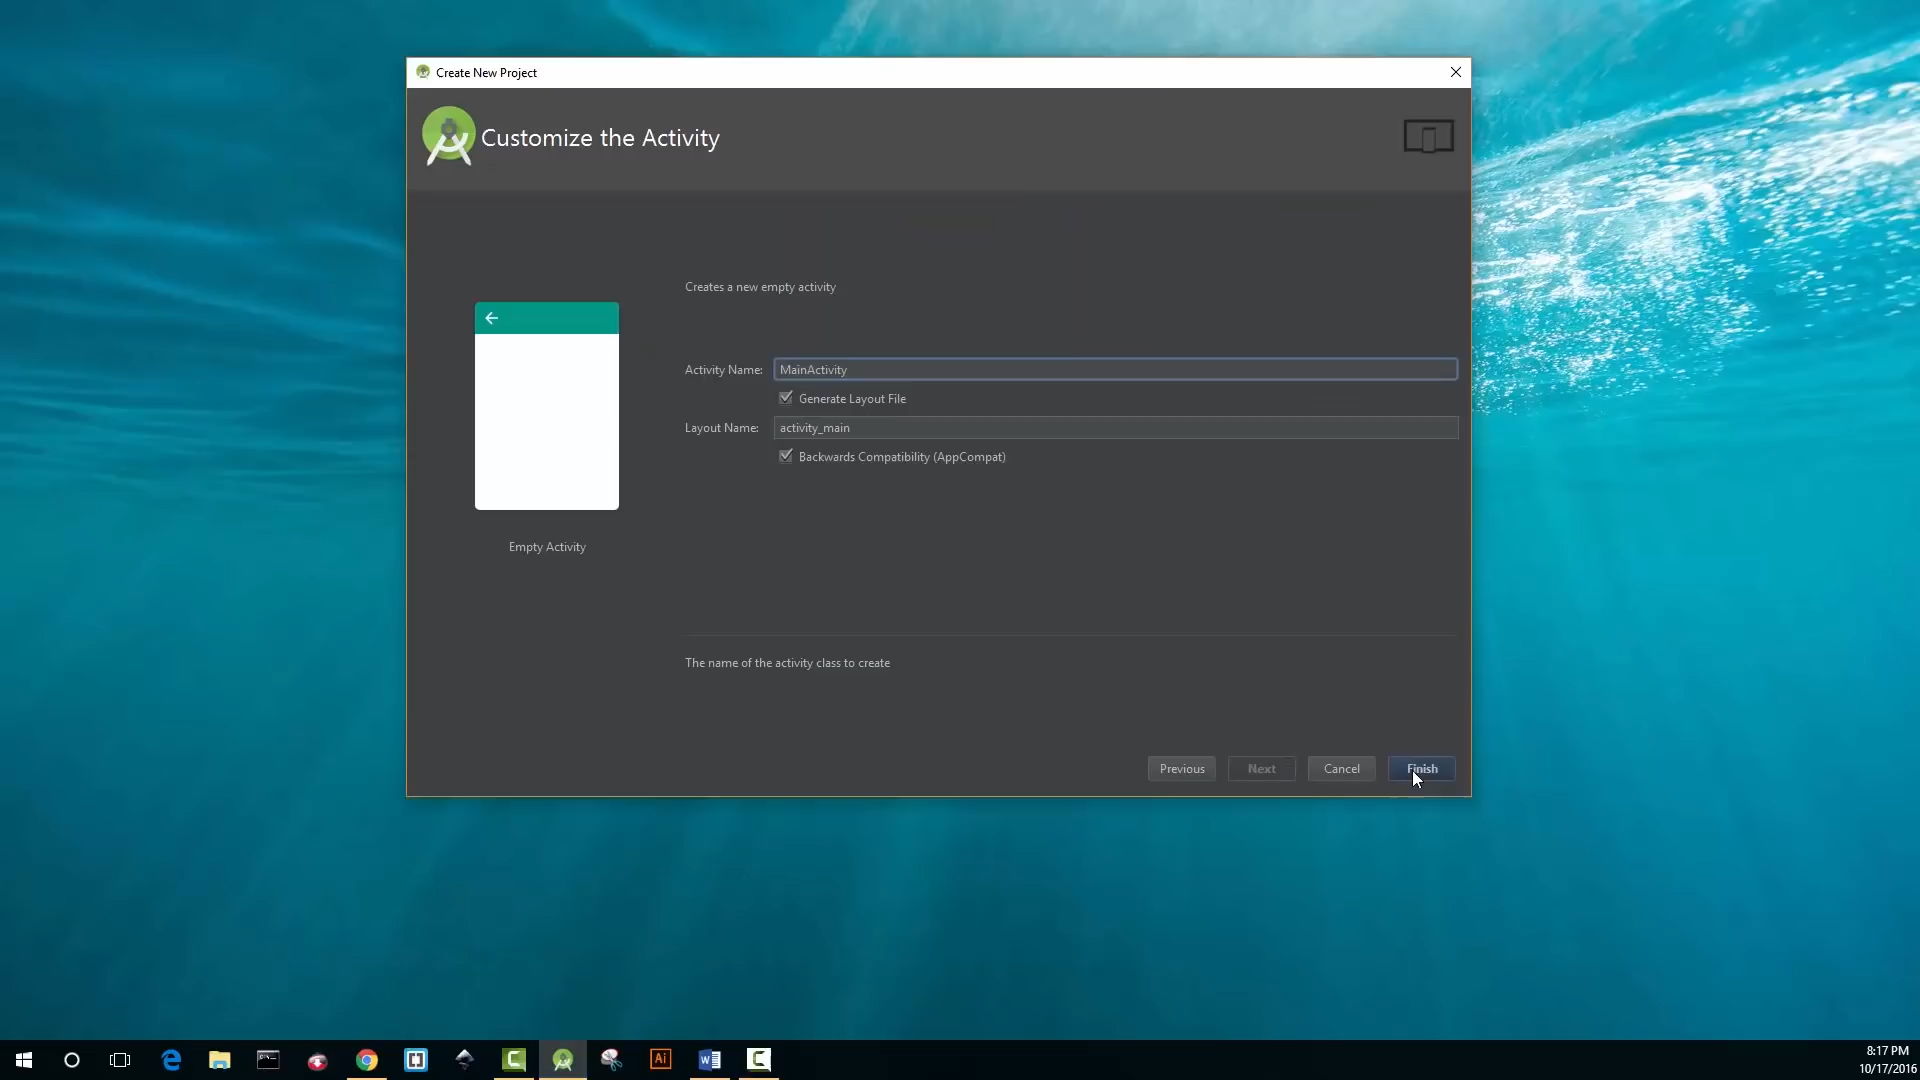 Create New Project
Customize the Activity
Creates a new empty activity
Activity Name: MainActivity
Generate Layout File
Layout Name: activity_main
Backwards Compatibility (AppCompat)
Empty Activity
The name of the activity class to create
Previous Next Cancel Finish
Ai
8:17 PM
10/17/2016